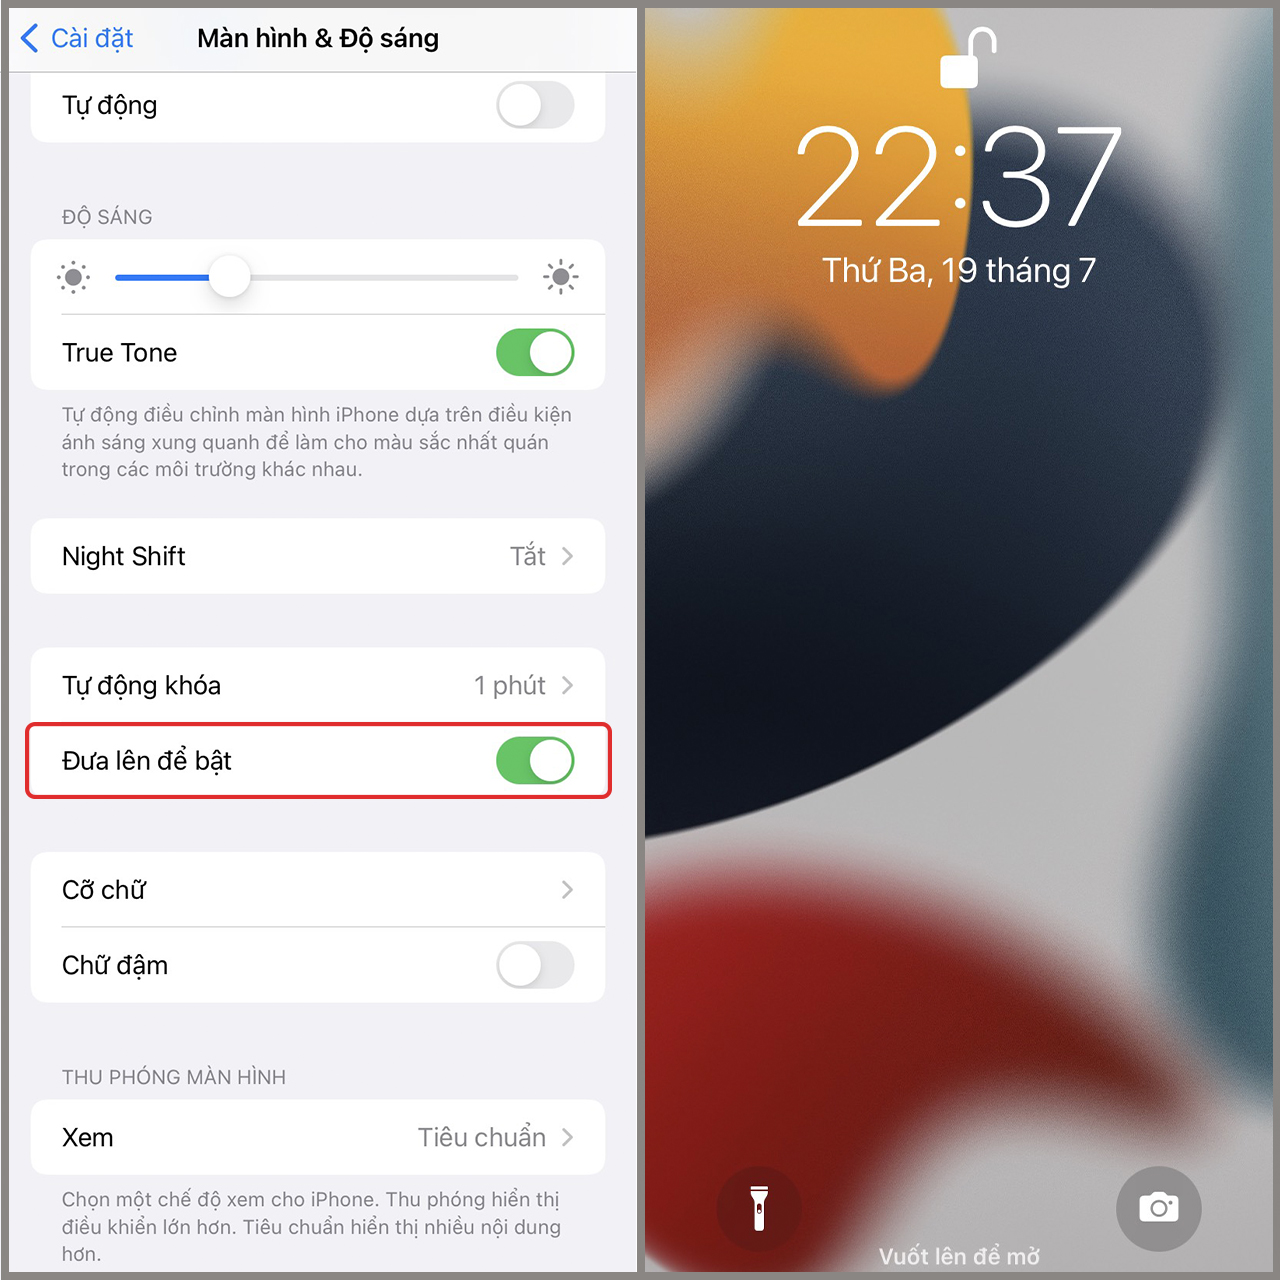 Cài đặt
Màn hình & Độ sáng
Tự động
ĐỘ SÁNG
True Tone
Tự động điều chỉnh màn hình iPhone dựa trên điều kiện
ánh sáng xung quanh để làm cho màu sắc nhất quán
trong các môi trường khác nhau.
Night Shift Tắt
Tự động khóa 1 phút
Đưa lên để bật
Cỡ chữ
Chữ đậm
THU PHÓNG MÀN HÌNH
Xem Tiêu chuẩn
Chọn một chế độ xem cho iPhone. Thu phóng hiển thị
điều khiển lớn hơn. Tiêu chuẩn hiển thị nhiều nội dung
hơn.
22:37
Thứ Ba, 19 tháng 7
Vuốt lên để mở